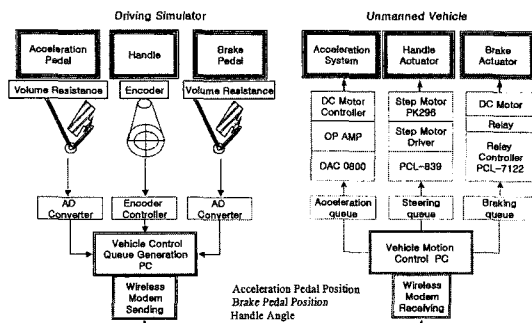 Driving Simulator
Acceleration
Pedal
Handle
Brake
Pedal
Volume Resistance
Encoder
Volume Resistance
AD
Converter
Encoder
Controller
AD
Converter
Vehicle Control
Queue Generation
PC
Wireless
Modem
Sending
Acceleration Pedal Position
Brake Pedal Position
Handle Angle
Unmanned Vehicle
Acceleration
System
Handle
Actuator
Brake
Actuator
DC Motor
Controller
OP AMP
DAC 0800
Step Motor
PK296
Step Motor
Driver
PCL-839
DC Motor
Relay
Relay
Controller
PCL-7122
Acceleration
queue
Steering
queue
Braking
queue
Vehicle Motion
Control PC
Wireless
Modem
Receiving